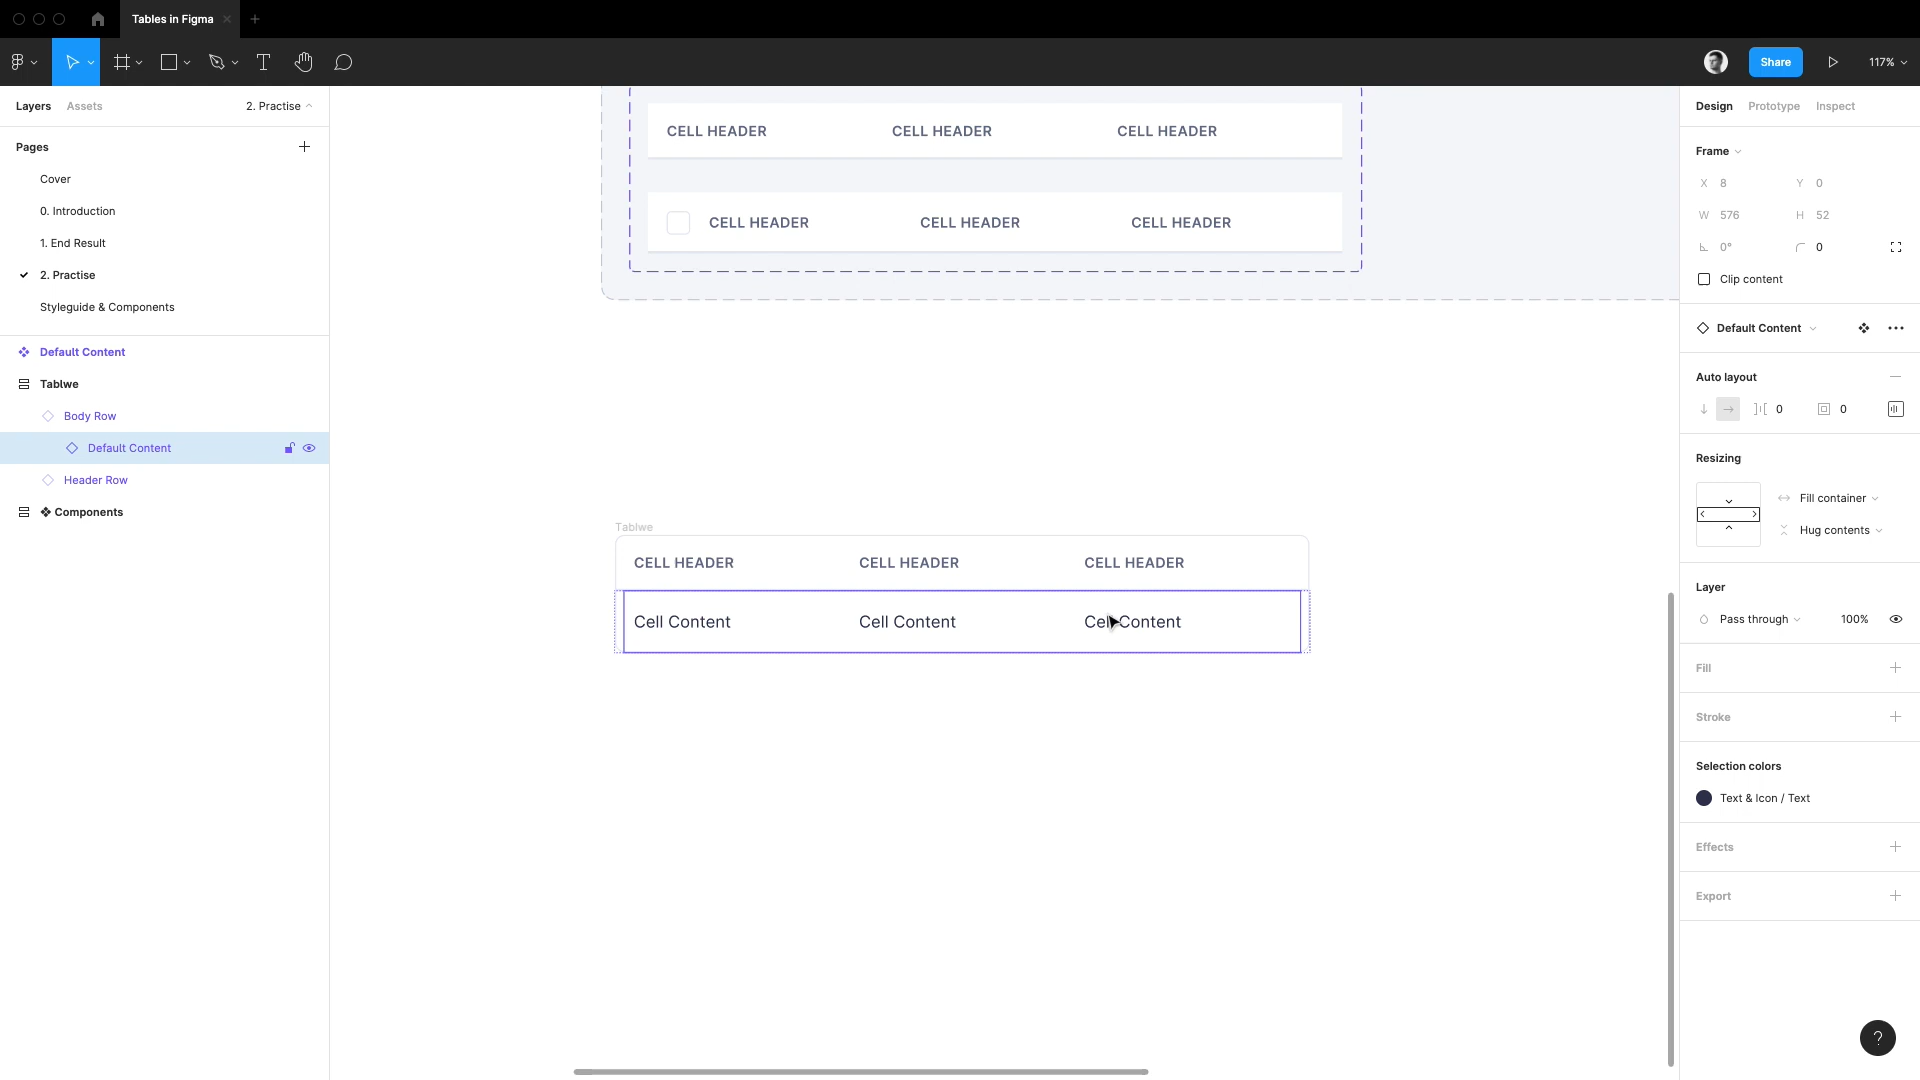 Tables in Figma
Share
117%
Layers
Assets
2. Practise
Pages
Cover
0. Introduction
1. End Result
2. Practise
Styleguide & Components
Default Content
Tablwe
Body Row
Default Content
Header Row
Components
CELL HEADER CELL HEADER CELL HEADER
CELL HEADER CELL HEADER CELL HEADER
Tablwe
CELL HEADER CELL HEADER CELL HEADER
Cell Content Cell Content Cell Content
Design Prototype Inspect
Frame
X 8 Y 0
W 576 H 52
0° 0
Clip content
Default Content
Auto layout
0 0
Resizing
Fill container
Hug contents
Layer
Pass through 100%
Fill
Stroke
Selection colors
Text & Icon / Text
Effects
Export
?